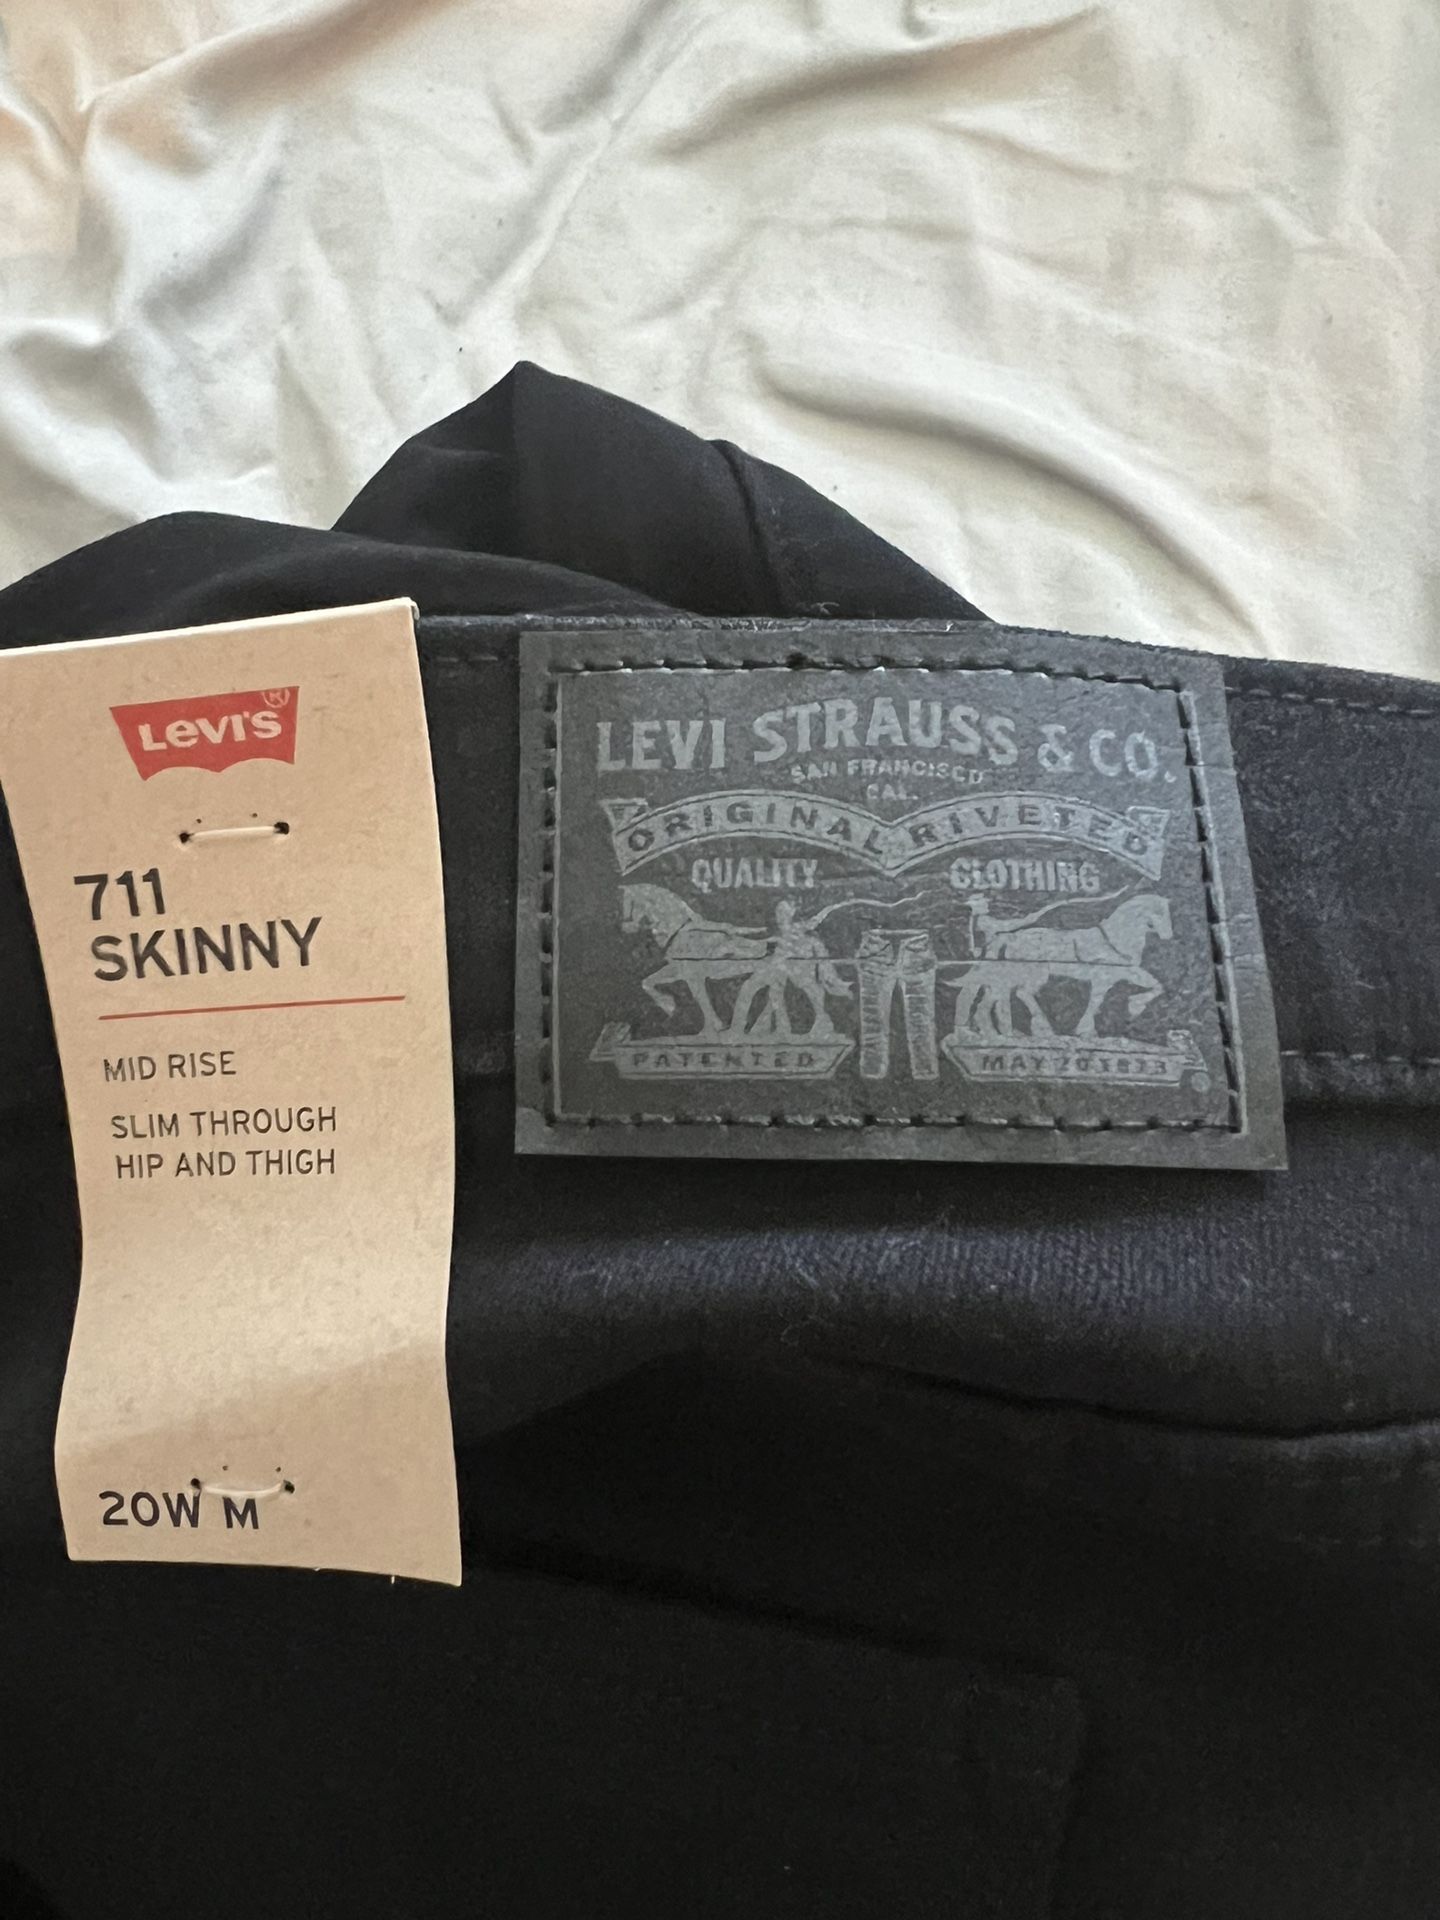 LEVI'S®
711
SKINNY
MID RISE
SLIM THROUGH
HIP AND THIGH
20W M
LEVI STRAUSS & CO.
SAN FRANCISCO
CAL.
ORIGINAL RIVETED
QUALITY CLOTHING
PATENTED MAY 20 1873